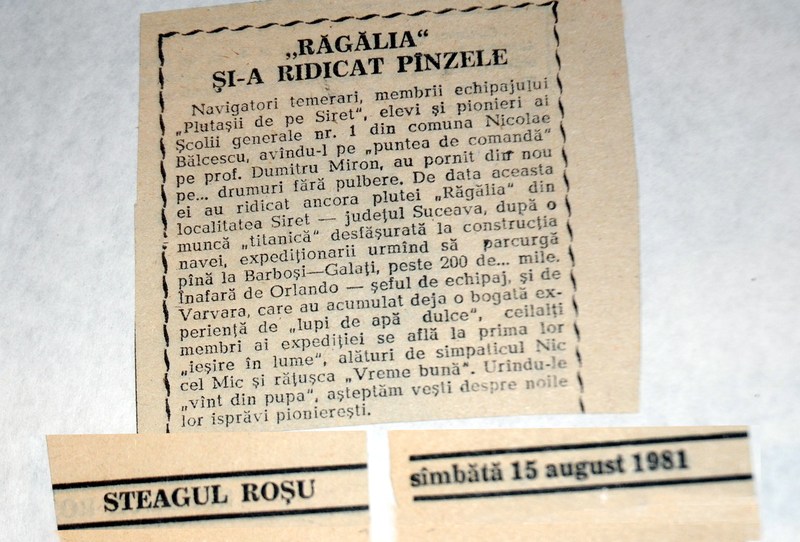 „RĂGĂLIA“
ŞI-A RIDICAT PÎNZELE
Navigatori temerari, membrii echipajului
„Plutaşii de pe Siret“, elevi şi pionieri ai
Şcolii generale nr. 1 din comuna Nicolae
Bălcescu, avîndu-l pe „puntea de comandă“
pe prof. Dumitru Miron, au pornit din nou
pe... drumuri fără pulbere. De data aceasta
ei au ridicat ancora plutei „Răgălia“ din
localitatea Siret — judeţul Suceava, după o
muncă „titanică“ desfăşurată la construcţia
navei, expediţionarii urmînd să parcurgă
pînă la Barboşi—Galaţi, peste 200 de... mile.
Înafară de Orlando — şeful de echipaj, şi de
Varvara, care au acumulat deja o bogată ex-
perienţă de „lupi de apă dulce“, ceilalţi
membri ai expediţiei se află la prima lor
„ieşire în lume“, alături de simpaticul Nic
cel Mic şi răţuşca „Vreme bună“. Urîndu-le
„vînt din pupa“, aşteptăm veşti despre noile
lor isprăvi pioniereşti.
STEAGUL ROŞU
sîmbătă 15 august 1981